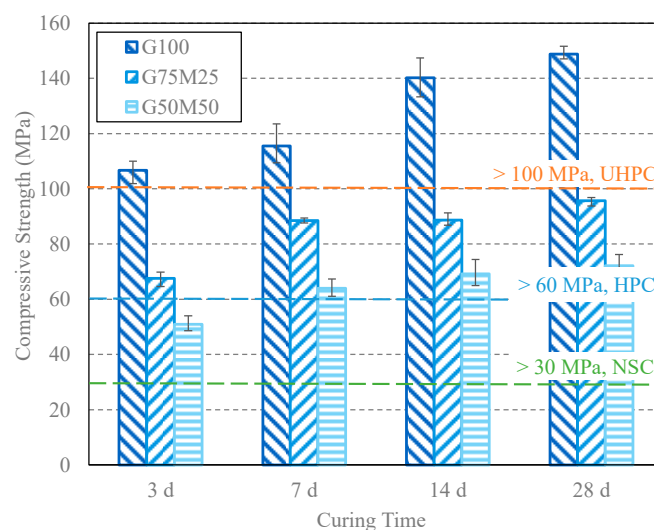 160
140
120
100
80
60
40
20
0
Compressive Strength (MPa)
G100
G75M25
G50M50
> 100 MPa, UHPC
> 60 MPa, HPC
> 30 MPa, NSC
3 d
7 d
14 d
28 d
Curing Time